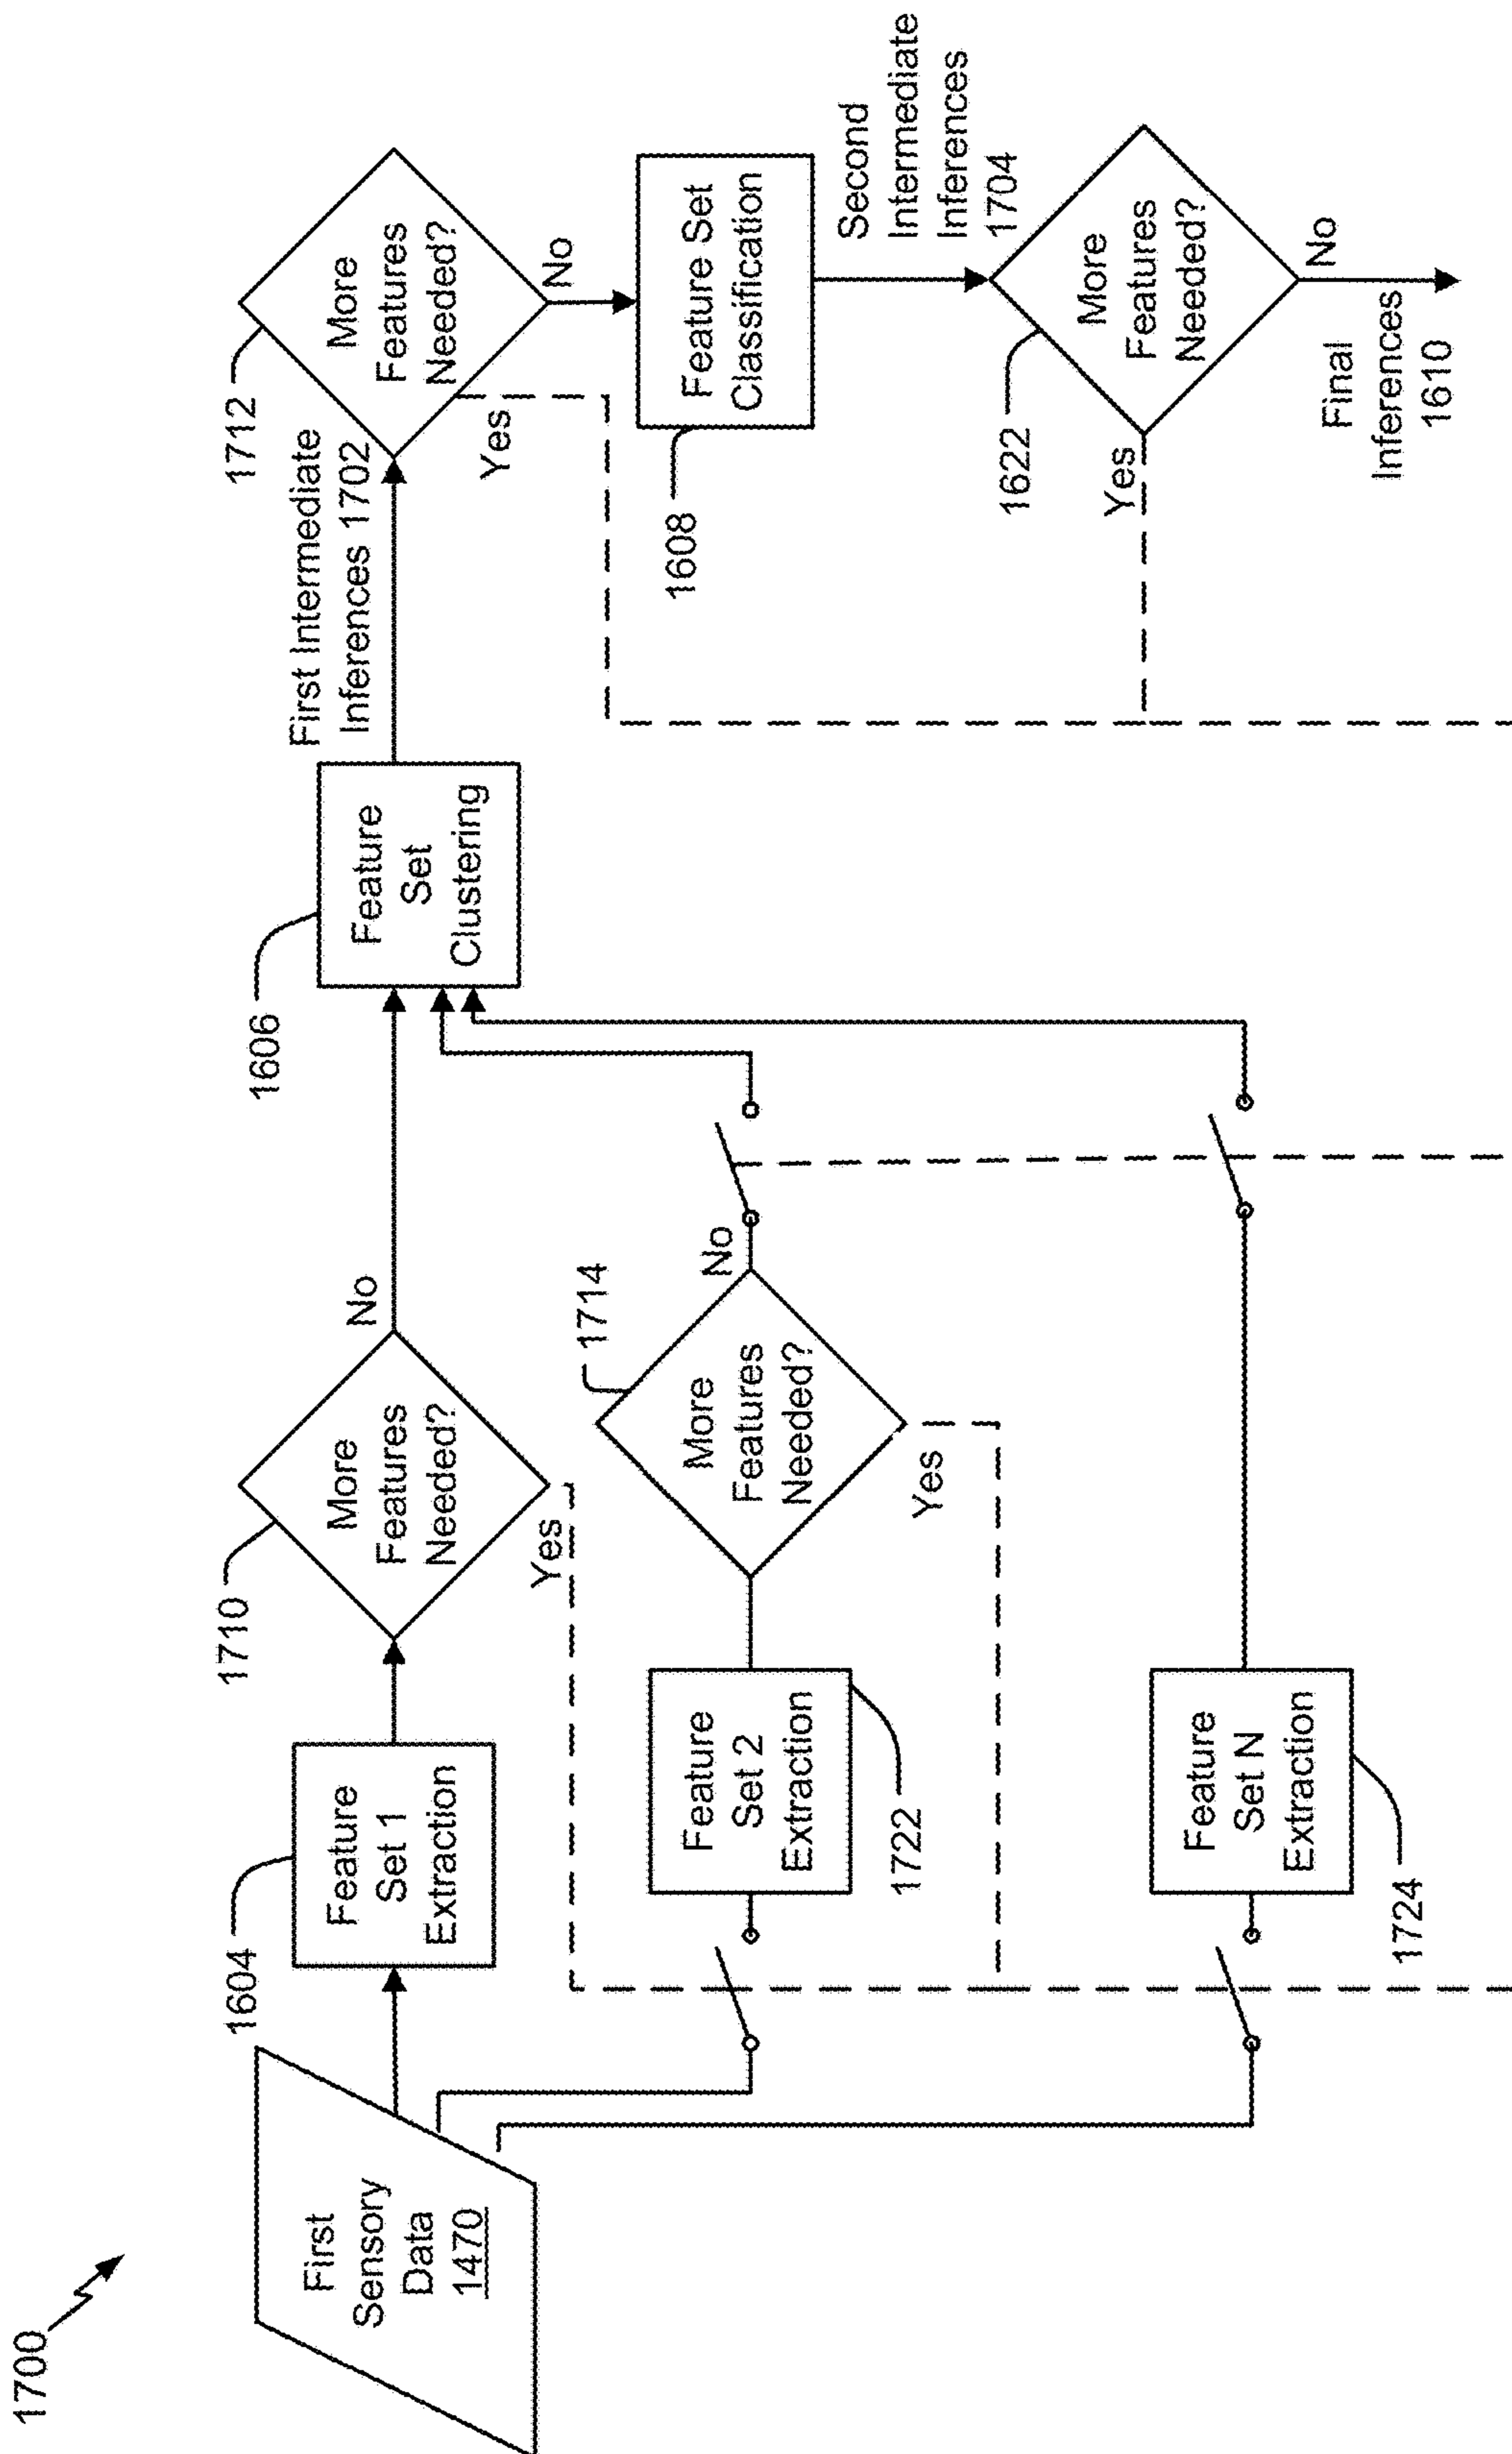 1700
First
Sensory
Data
1470
1604
Feature
Set 1
Extraction
1710
More
Features
Needed?
No
Yes
1606
Feature
Set
Clustering
First Intermediate
Inferences 1702
1712
More
Features
Needed?
No
Yes
1608
Feature Set
Classification
Second
Intermediate
Inferences
1704
1622
More
Features
Needed?
Yes
No
Final
Inferences
1610
Feature
Set 2
Extraction
1722
1714
More
Features
Needed?
No
Yes
Feature
Set N
Extraction
1724